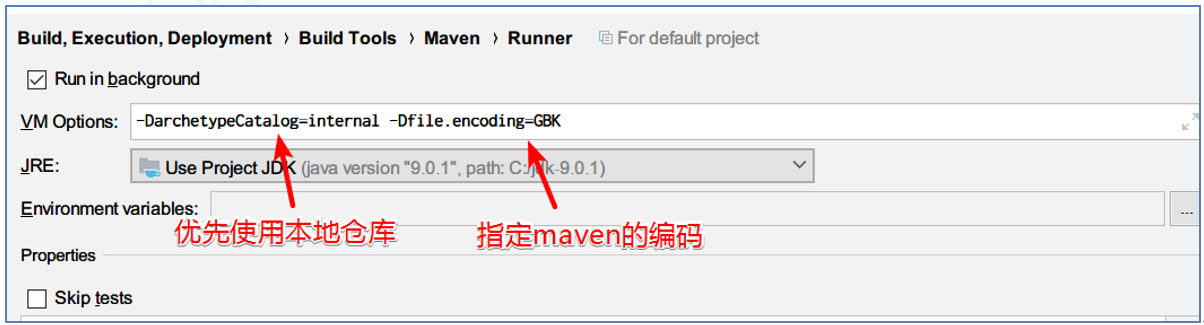 Build, Execution, Deployment › Build Tools › Maven › Runner For default project
Run in background
VM Options: -DarchetypeCatalog=internal -Dfile.encoding=GBK
JRE: Use Project JDK (java version "9.0.1", path: C:/jdk-9.0.1)
Environment variables: ...
优先使用本地仓库 指定maven的编码
Properties
Skip tests